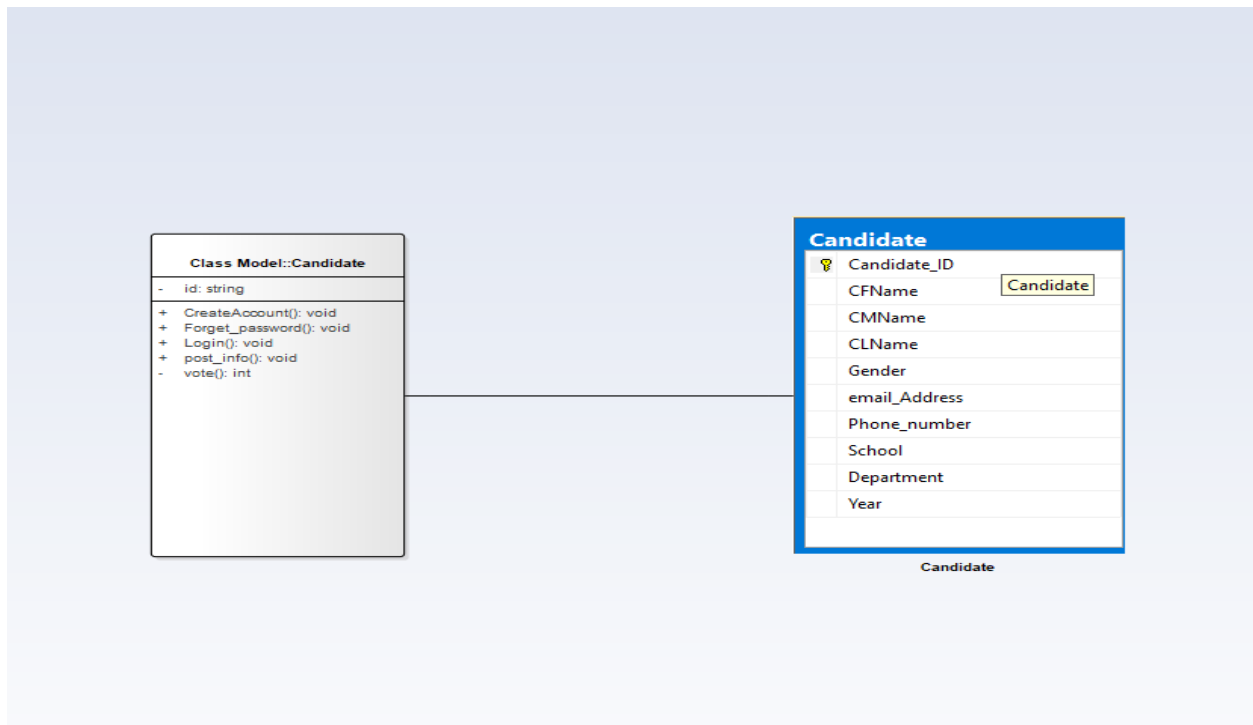 Class Model::Candidate
- id: string
+ CreateAccount(): void
+ Forget_password(): void
+ Login(): void
+ post_info(): void
- vote(): int
Candidate
Candidate_ID
CFName
Candidate
CMName
CLName
Gender
email_Address
Phone_number
School
Department
Year
Candidate